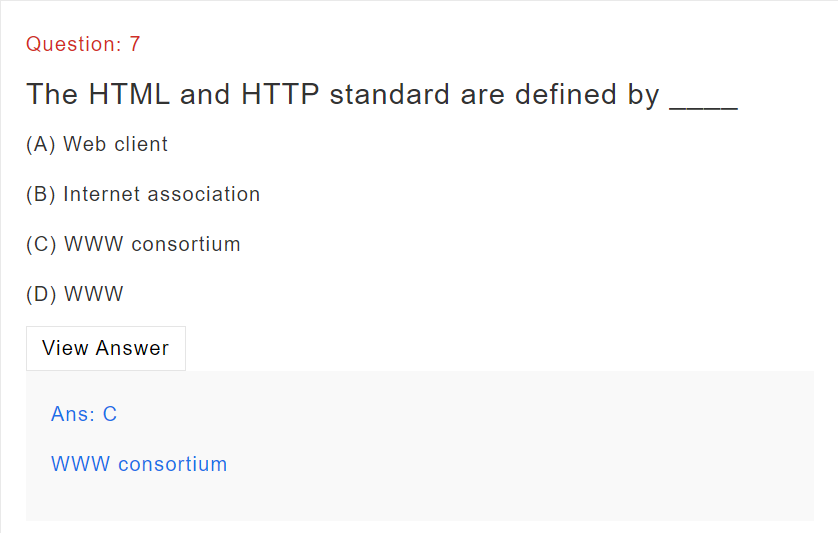 Question: 7
The HTML and HTTP standard are defined by ____
(A) Web client
(B) Internet association
(C) WWW consortium
(D) WWW
View Answer
Ans: C
WWW consortium